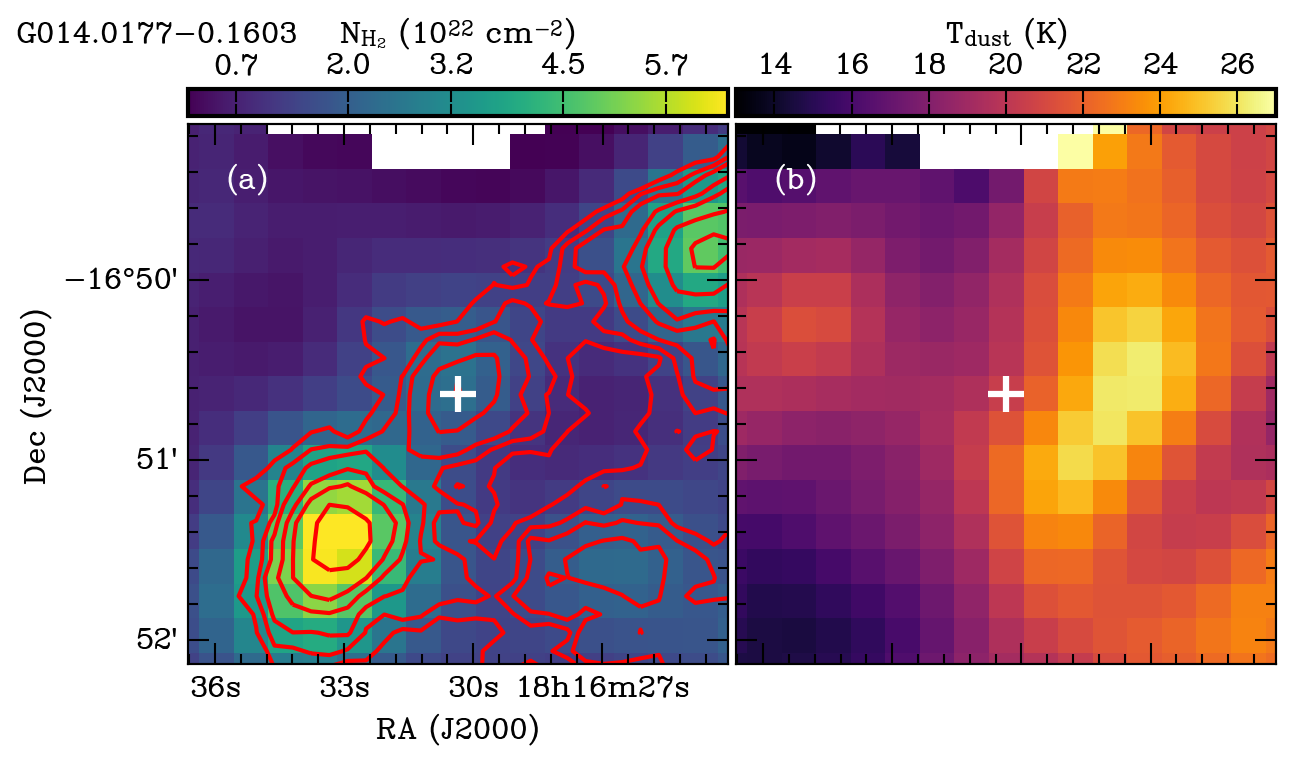 G014.0177−0.1603 N_H₂ (10²² cm⁻²) T_dust (K)
0.7 2.0 3.2 4.5 5.7 14 16 18 20 22 24 26
(a) (b)
−16°50'
51'
52'
Dec (J2000)
36s 33s 30s 18h16m27s
RA (J2000)